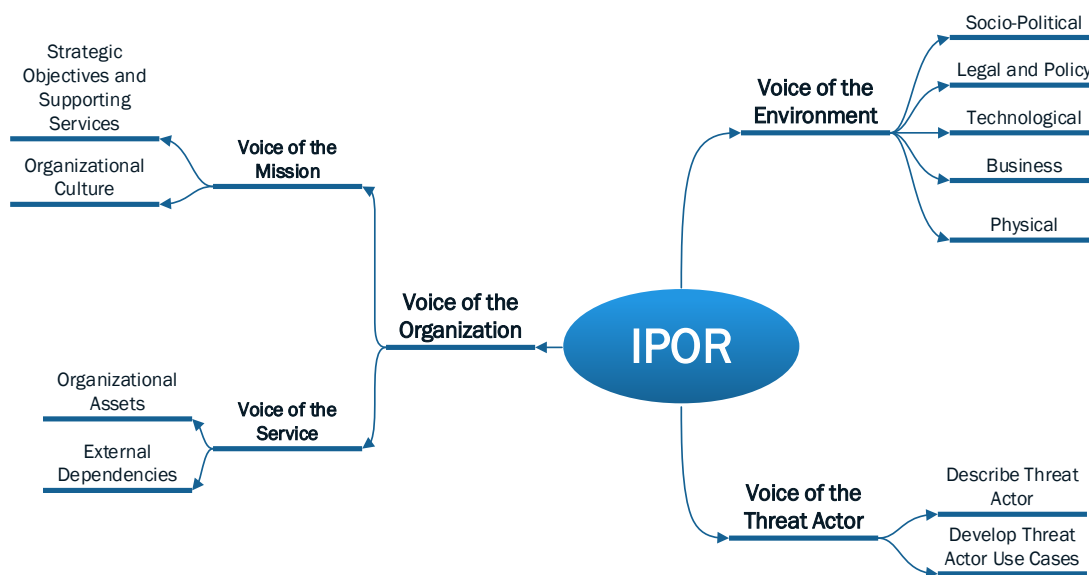 Strategic
Objectives and
Supporting
Services
Organizational
Culture
Voice of the
Mission
Voice of the
Organization
Organizational
Assets
External
Dependencies
Voice of the
Service
IPOR
Voice of the
Environment
Socio-Political
Legal and Policy
Technological
Business
Physical
Voice of the
Threat Actor
Describe Threat
Actor
Develop Threat
Actor Use Cases